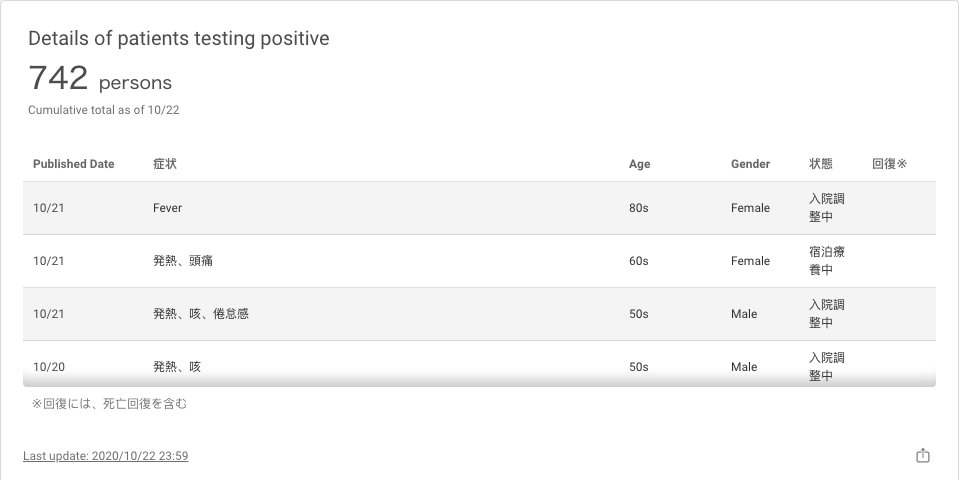 Details of patients testing positive
742 persons
Cumulative total as of 10/22
Published Date 症状 Age Gender 状態 回復※
10/21 Fever 80s Female 入院調
整中
10/21 発熱、頭痛 60s Female 宿泊療
養中
10/21 発熱、咳、倦怠感 50s Male 入院調
整中
10/20 発熱、咳 50s Male 入院調
整中
※回復には、死亡回復を含む
Last update: 2020/10/22 23:59